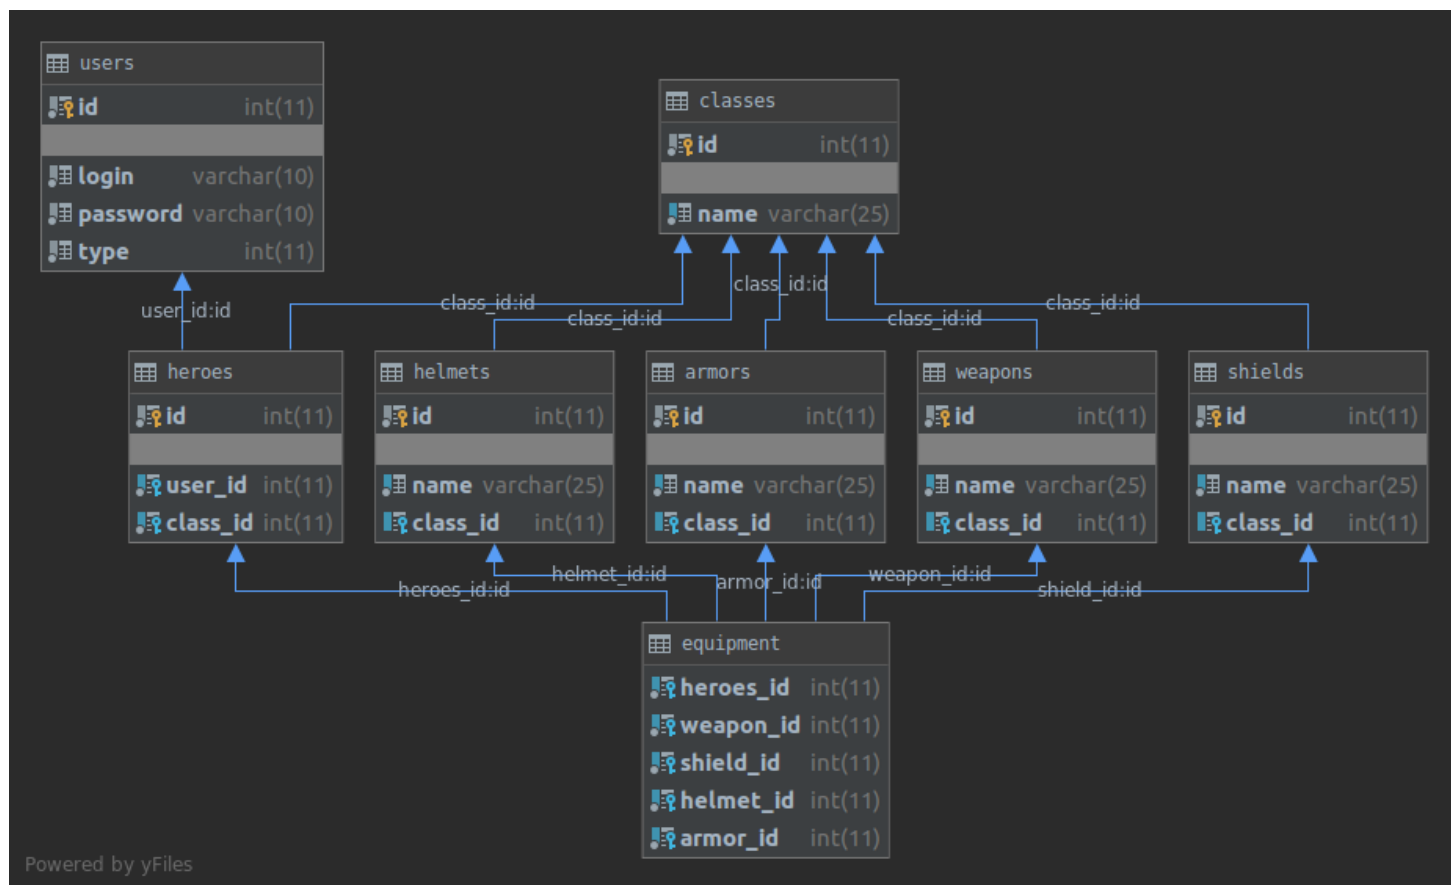 users
id int(11)
login varchar(10)
password varchar(10)
type int(11)
classes
id int(11)
name varchar(25)
user_id:id
class_id:id
class_id:id
class_id:id
class_id:id
class_id:id
heroes
id int(11)
user_id int(11)
class_id int(11)
helmets
id int(11)
name varchar(25)
class_id int(11)
armors
id int(11)
name varchar(25)
class_id int(11)
weapons
id int(11)
name varchar(25)
class_id int(11)
shields
id int(11)
name varchar(25)
class_id int(11)
heroes_id:id
helmet_id:id
armor_id:id
weapon_id:id
shield_id:id
equipment
heroes_id int(11)
weapon_id int(11)
shield_id int(11)
helmet_id int(11)
armor_id int(11)
Powered by yFiles